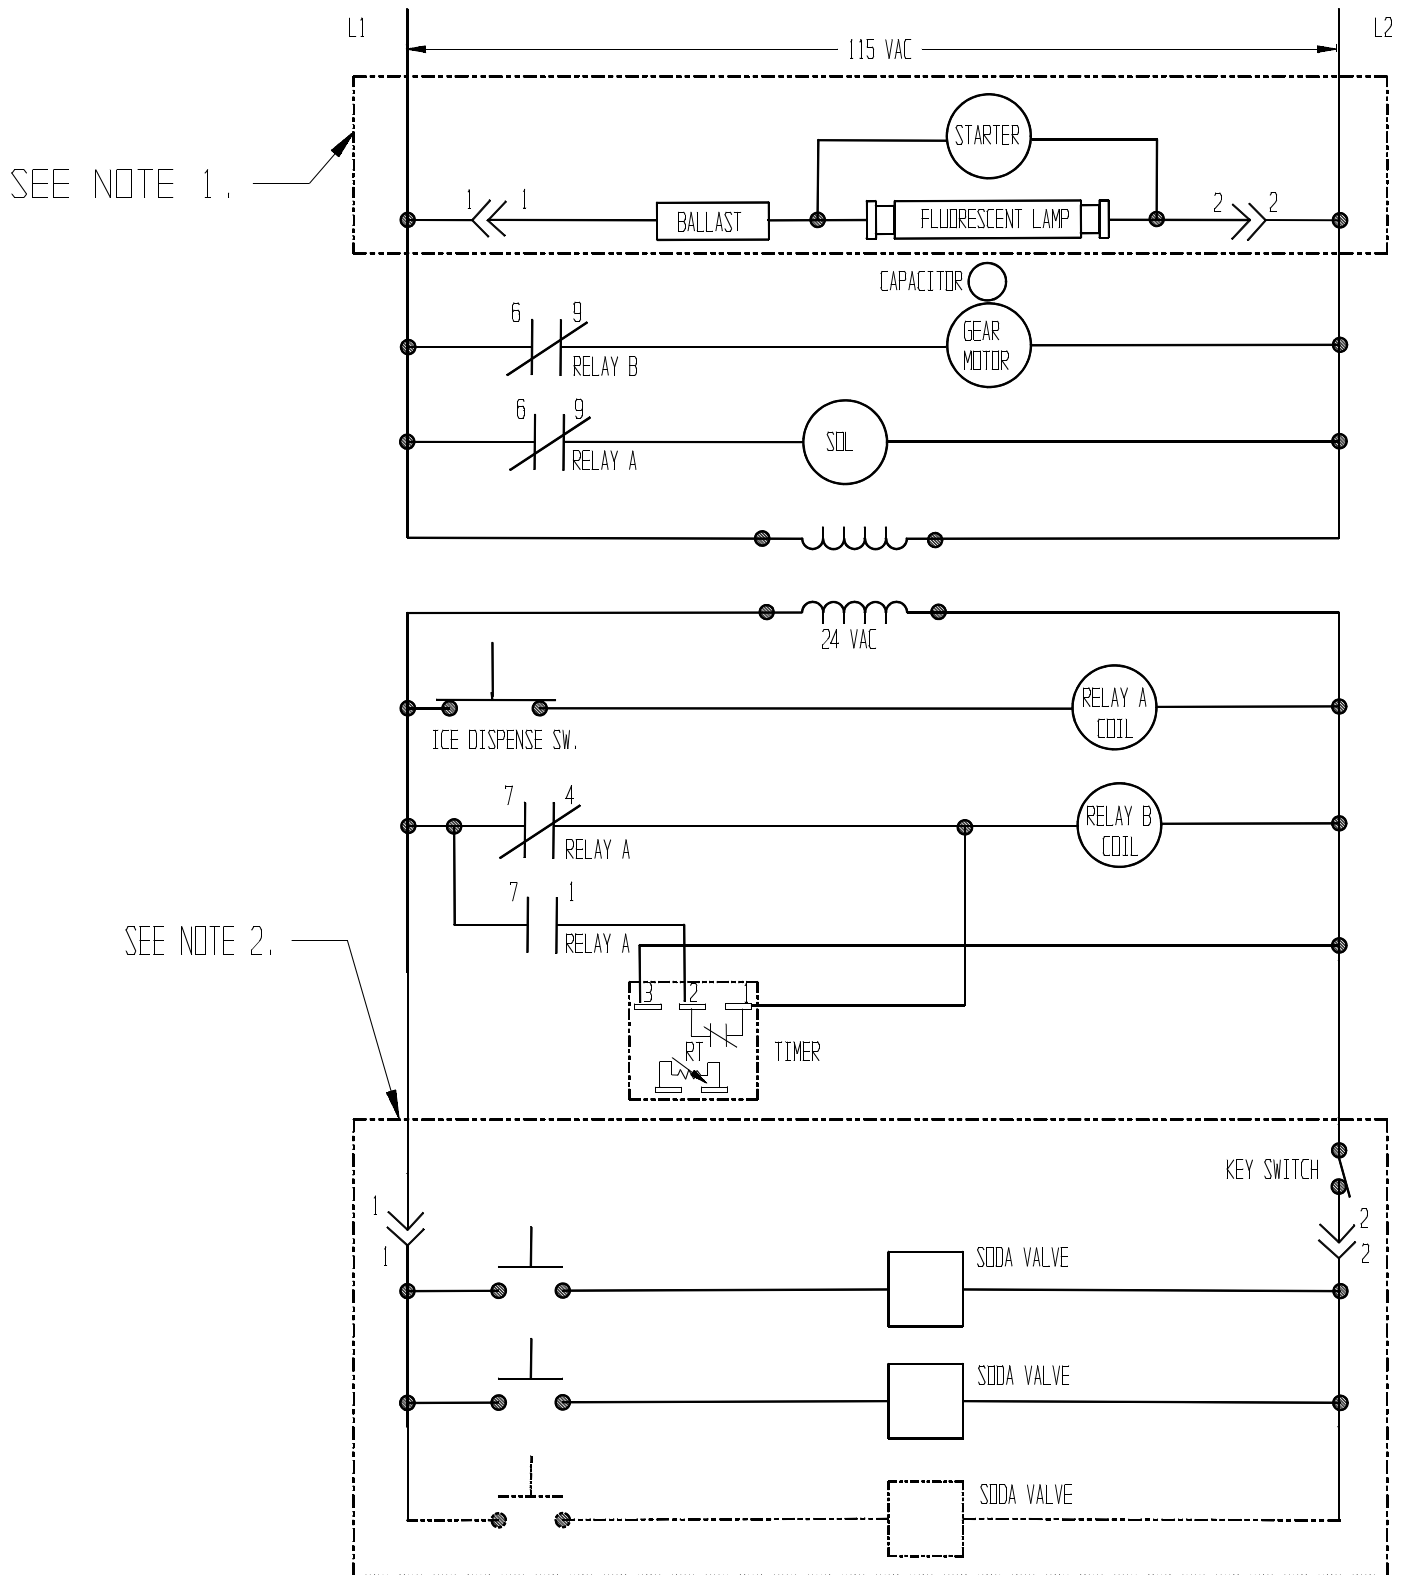 L1
L2
115 VAC
STARTER
SEE NOTE 1.
1
1
BALLAST
FLUORESCENT LAMP
2
2
CAPACITOR
6
9
GEAR
MOTOR
RELAY B
6
9
SOL
RELAY A
24 VAC
RELAY A
COIL
ICE DISPENSE SW.
7
4
RELAY B
COIL
RELAY A
7
1
RELAY A
SEE NOTE 2.
3
2
1
RT
TIMER
KEY SWITCH
1
1
2
2
SODA VALVE
SODA VALVE
SODA VALVE